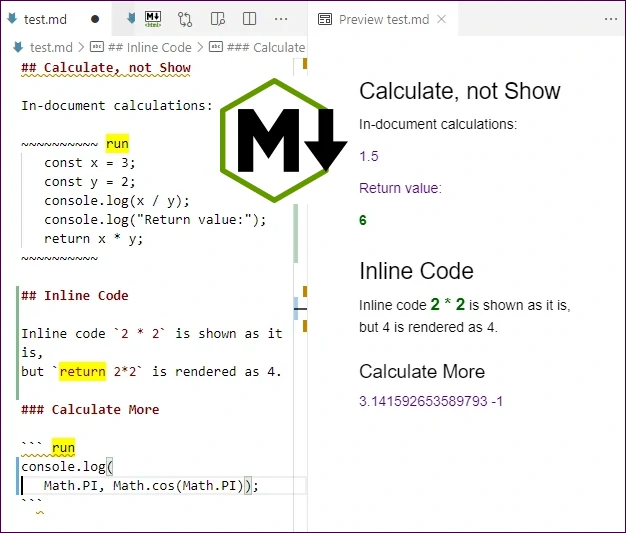 test.md
M
<html>
Preview test.md
test.md > ## Inline Code > ### Calculate
## Calculate, not Show
In-document calculations:
~~~~~~~~~~ run
const x = 3;
const y = 2;
console.log(x / y);
console.log("Return value:");
return x * y;
~~~~~~~~~~
## Inline Code
Inline code `2 * 2` is shown as it
is,
but `return 2*2` is rendered as 4.
### Calculate More
``` run
console.log(
Math.PI, Math.cos(Math.PI));
```
M
Calculate, not Show
In-document calculations:
1.5
Return value:
6
Inline Code
Inline code 2 * 2 is shown as it is,
but 4 is rendered as 4.
Calculate More
3.141592653589793 -1